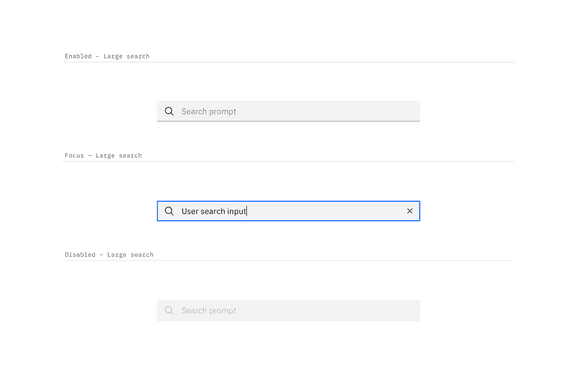 Enabled – Large search
Search prompt
Focus – Large search
User search input
Disabled – Large search
Search prompt